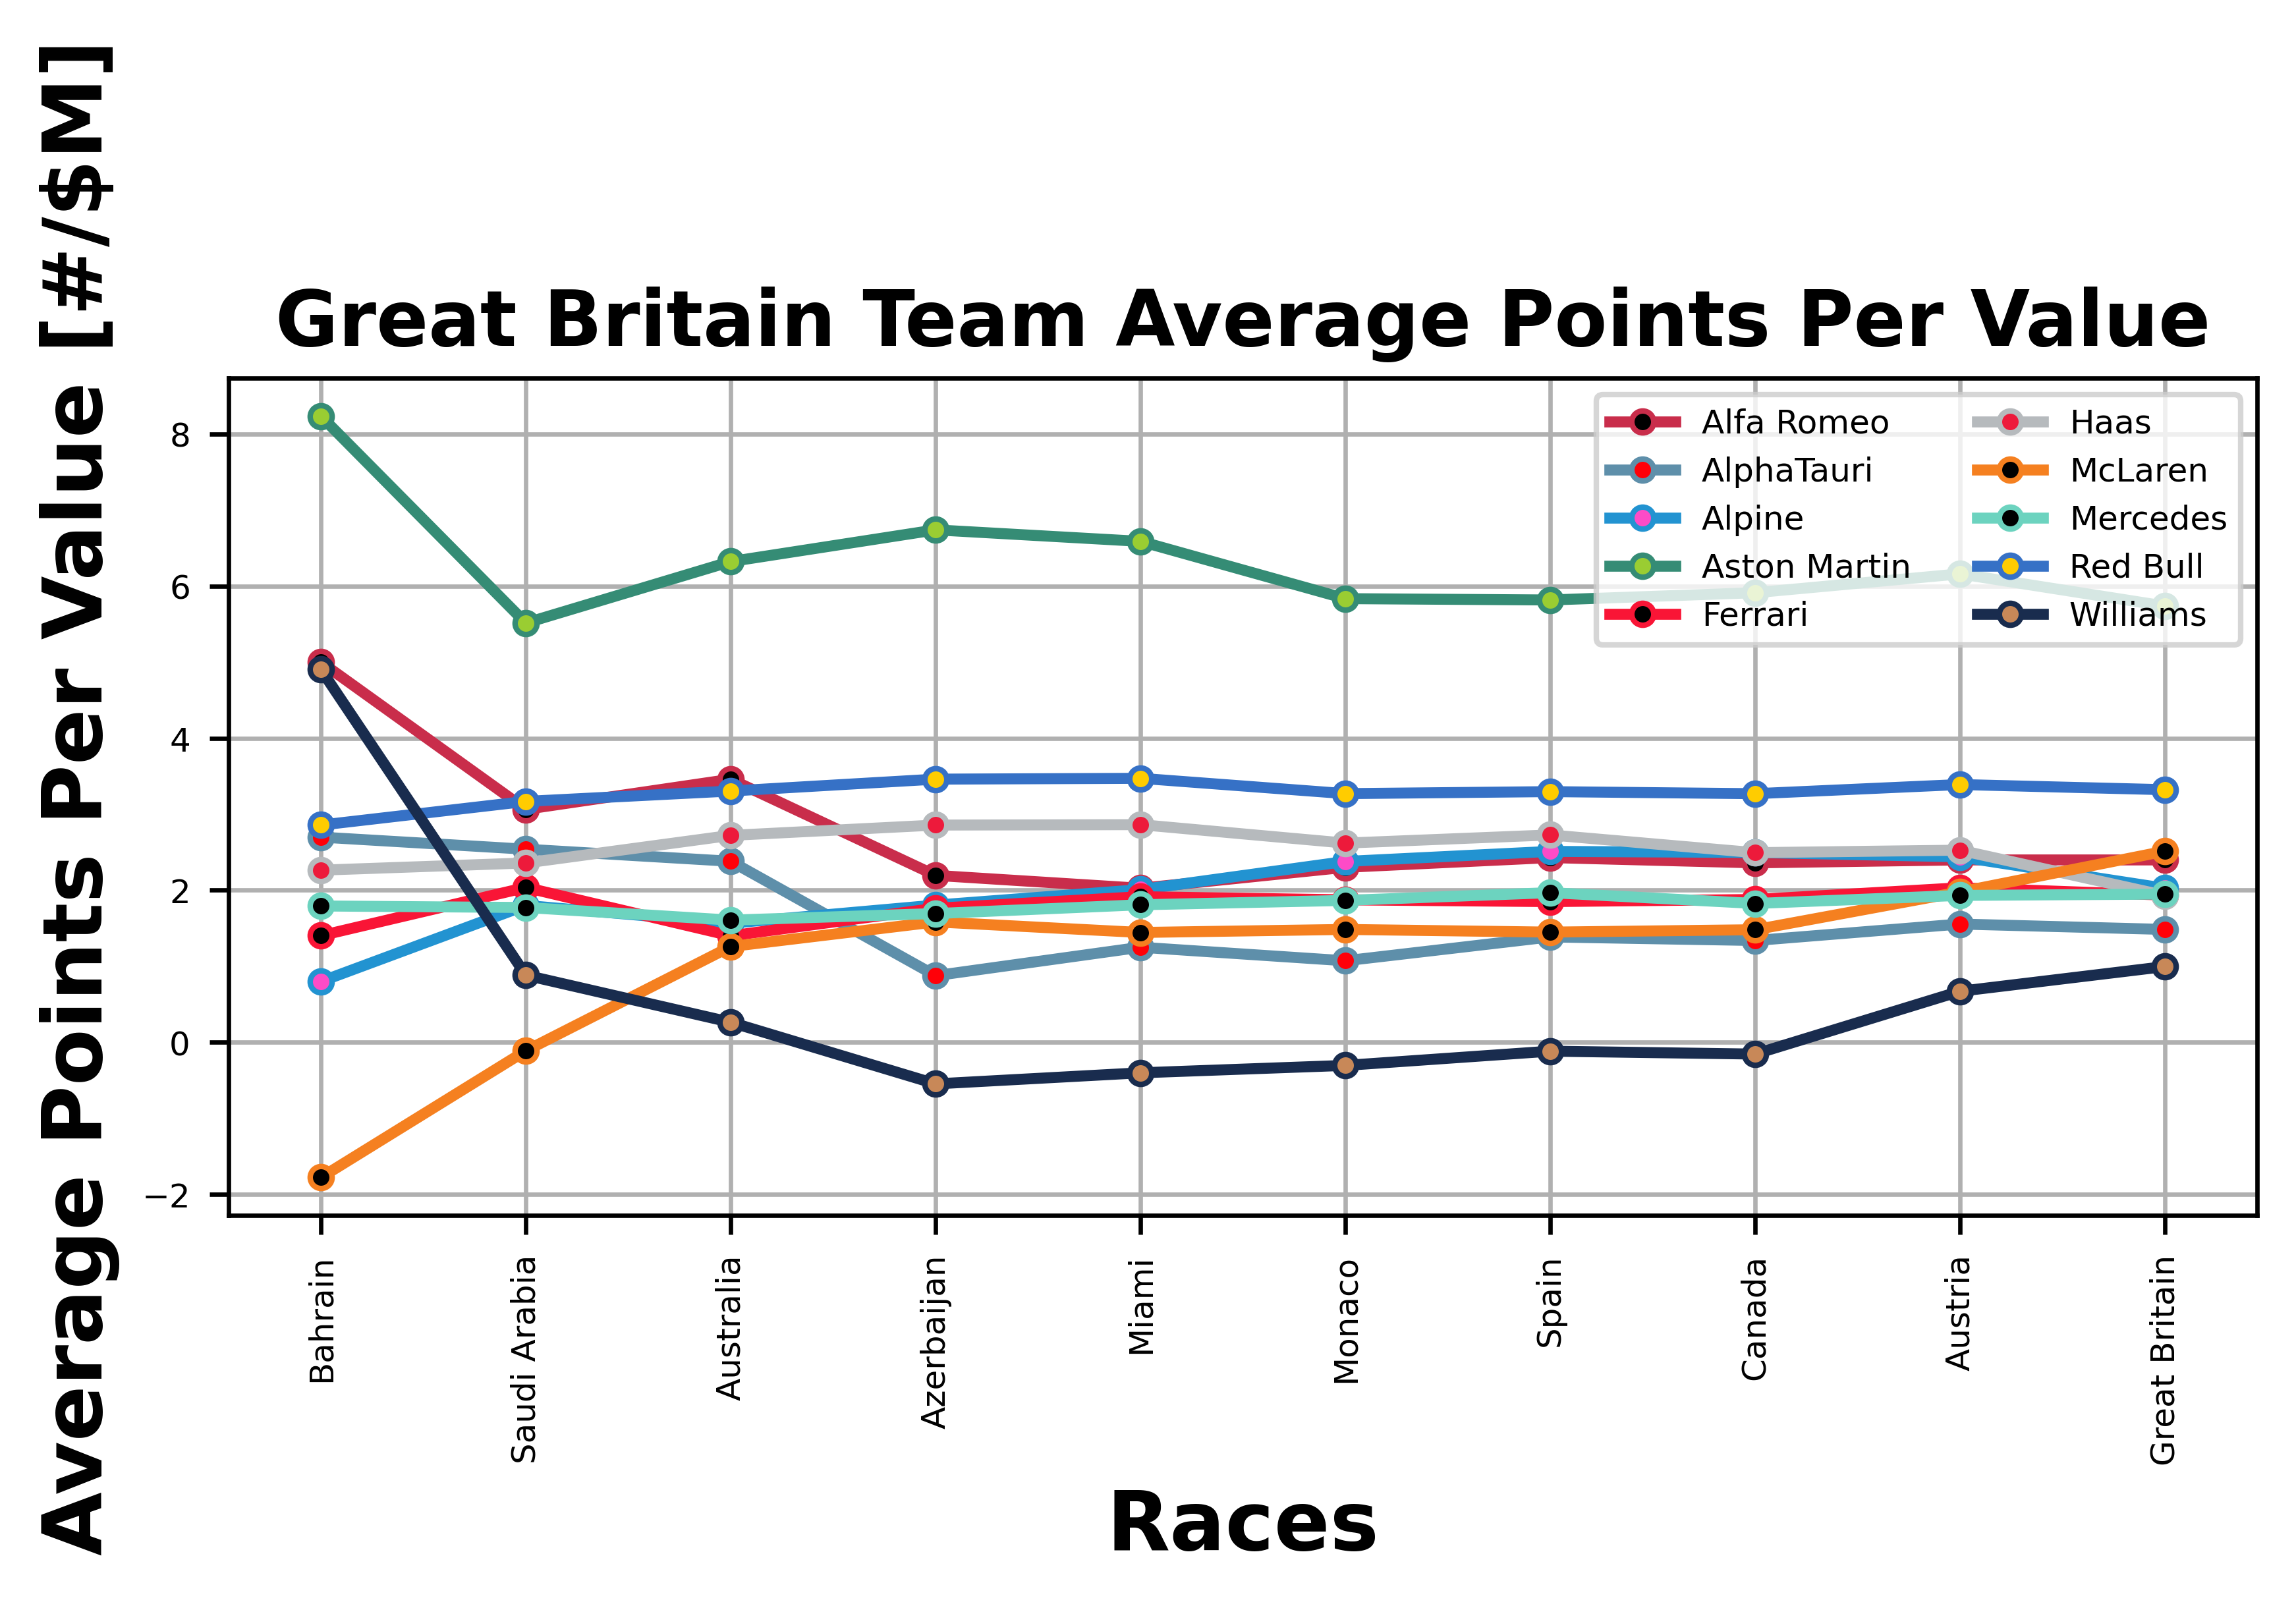 Average Points Per Value [#/$M]
Great Britain Team Average Points Per Value
8
6
4
2
0
−2
Alfa Romeo
AlphaTauri
Alpine
Aston Martin
Ferrari
Haas
McLaren
Mercedes
Red Bull
Williams
Bahrain
Saudi Arabia
Australia
Azerbaijan
Miami
Monaco
Spain
Canada
Austria
Great Britain
Races